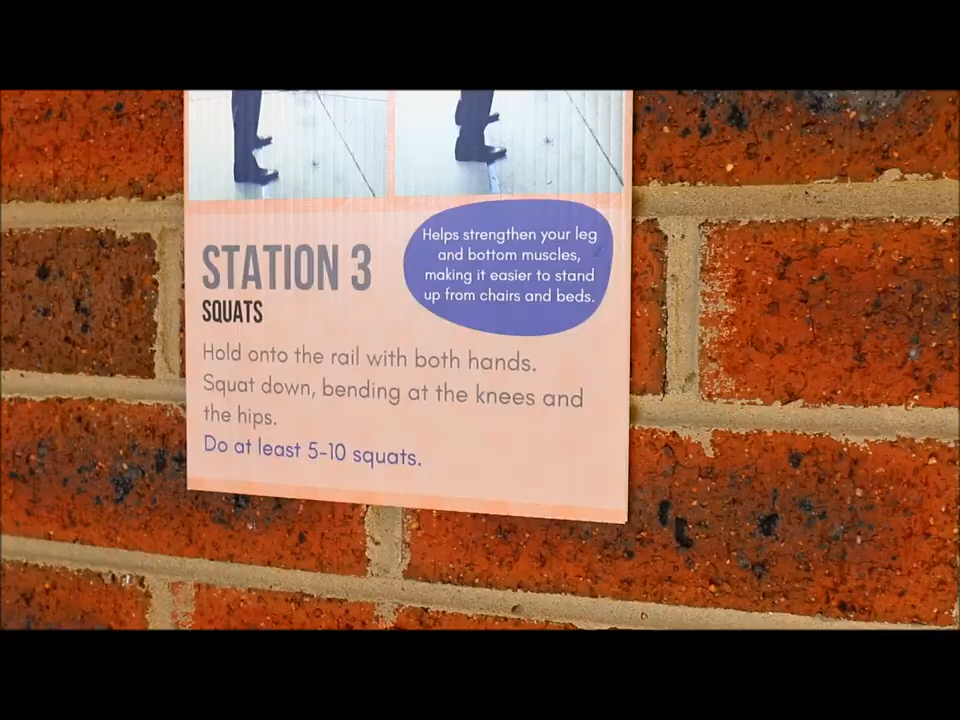 STATION 3
SQUATS
Helps strengthen your leg
and bottom muscles,
making it easier to stand
up from chairs and beds.
Hold onto the rail with both hands.
Squat down, bending at the knees and
the hips.
Do at least 5-10 squats.